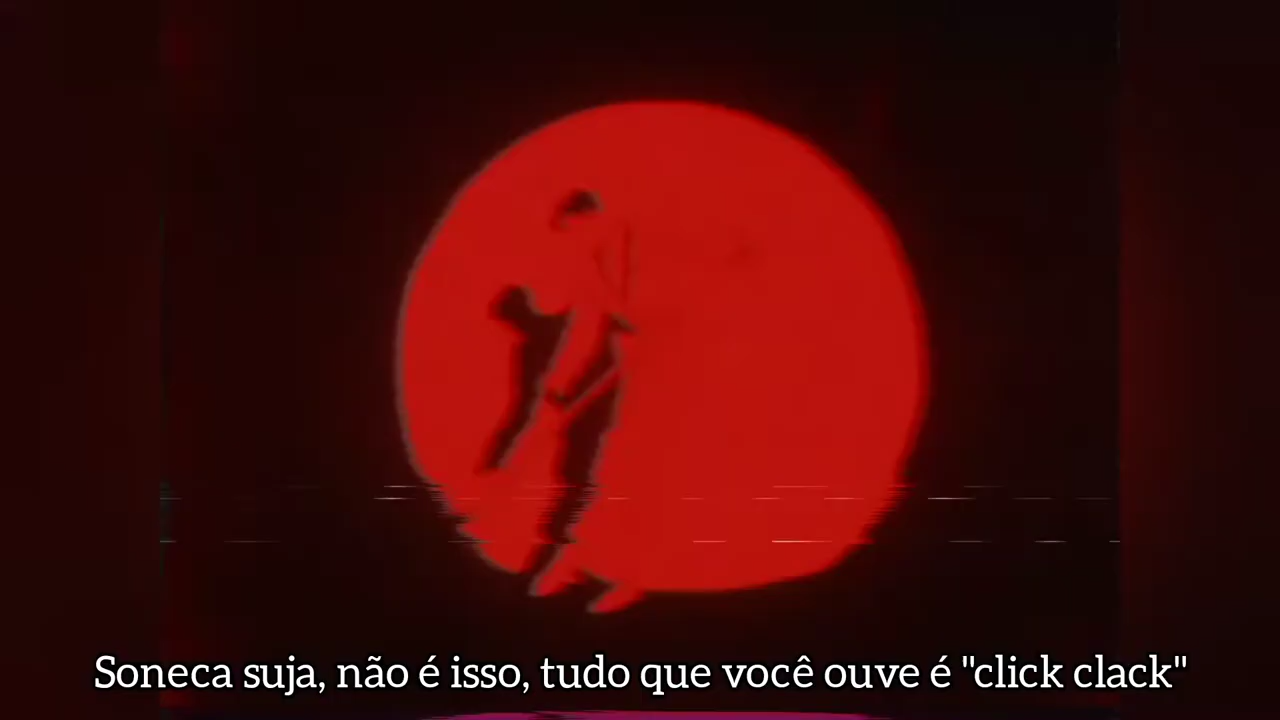 Soneca suja, não é isso, tudo que você ouve é "click clack"